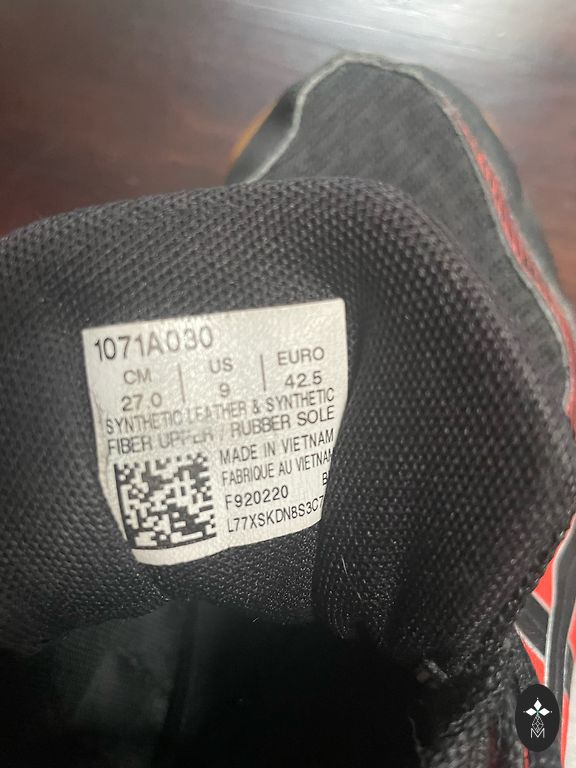 1071A030
CM | US | EURO
27.0 | 9 | 42.5
SYNTHETIC LEATHER & SYNTHETIC
FIBER UPPER / RUBBER SOLE
MADE IN VIETNAM
FABRIQUE AU VIETNAM
F920220
L77XSKDN8S3C7